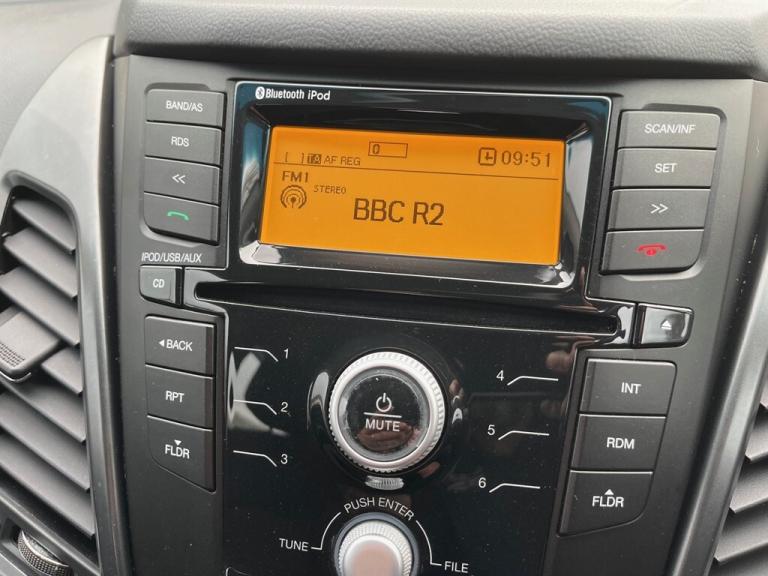 Bluetooth iPod
BAND/AS
RDS
<<
0
[ ] TA AF REG
09:51
FM1
STEREO
BBC R2
SCAN/INF
SET
>>
IPOD/USB/AUX
CD
BACK
RPT
FLDR
1
2
3
MUTE
4
5
6
INT
RDM
FLDR
PUSH ENTER
TUNE
FILE